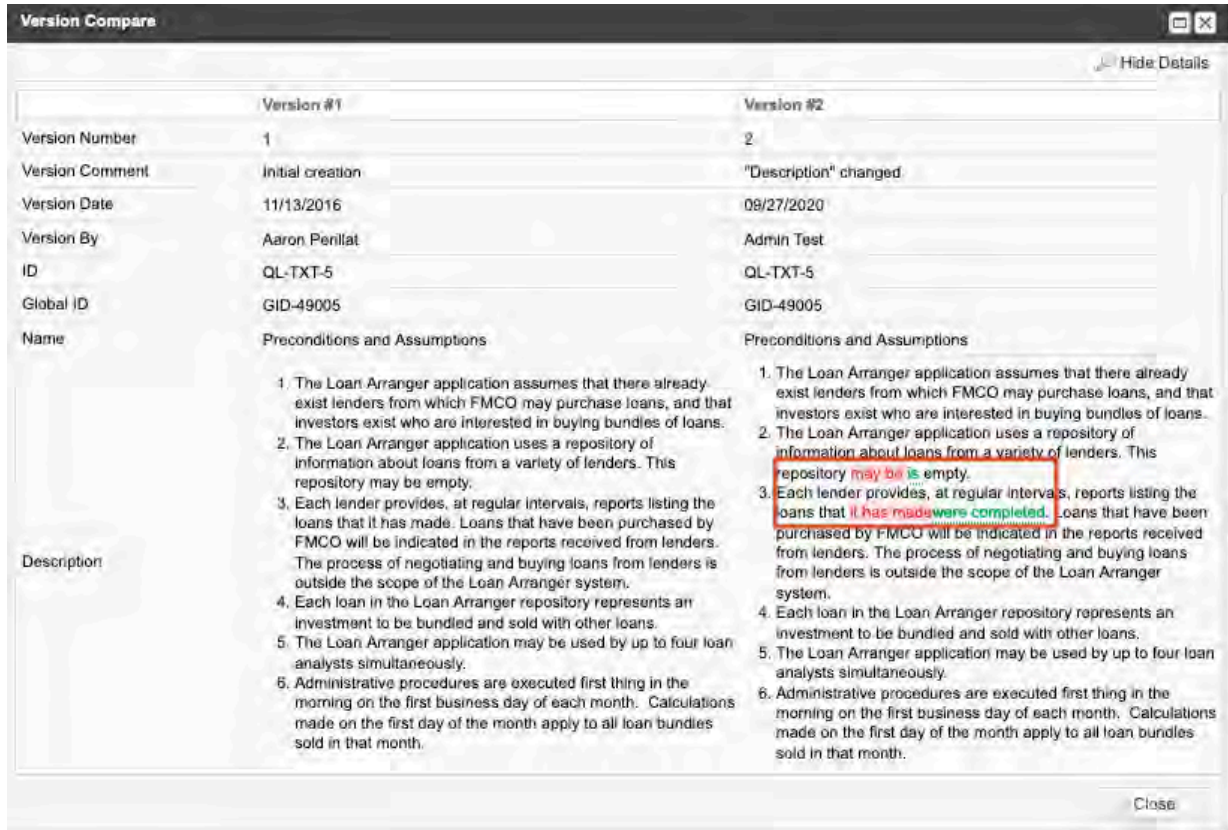 Version Compare
Hide Details
Version #1 Version #2
Version Number 1 2
Version Comment Initial creation "Description" changed
Version Date 11/13/2016 09/27/2020
Version By Aaron Perillat Admin Test
ID QL-TXT-5 QL-TXT-5
Global ID GID-49005 GID-49005
Name Preconditions and Assumptions Preconditions and Assumptions
Description
1. The Loan Arranger application assumes that there already
exist lenders from which FMCO may purchase loans, and that
investors exist who are interested in buying bundles of loans.
2. The Loan Arranger application uses a repository of
information about loans from a variety of lenders. This
repository may be empty.
3. Each lender provides, at regular intervals, reports listing the
loans that it has made. Loans that have been purchased by
FMCO will be indicated in the reports received from lenders.
The process of negotiating and buying loans from lenders is
outside the scope of the Loan Arranger system.
4. Each loan in the Loan Arranger repository represents an
investment to be bundled and sold with other loans.
5. The Loan Arranger application may be used by up to four loan
analysts simultaneously.
6. Administrative procedures are executed first thing in the
morning on the first business day of each month. Calculations
made on the first day of the month apply to all loan bundles
sold in that month.
1. The Loan Arranger application assumes that there already
exist lenders from which FMCO may purchase loans, and that
investors exist who are interested in buying bundles of loans.
2. The Loan Arranger application uses a repository of
information about loans from a variety of lenders. This
repository may be is empty.
3. Each lender provides, at regular intervals, reports listing the
loans that it has madewere completed. Loans that have been
purchased by FMCO will be indicated in the reports received
from lenders. The process of negotiating and buying loans
from lenders is outside the scope of the Loan Arranger
system.
4. Each loan in the Loan Arranger repository represents an
investment to be bundled and sold with other loans.
5. The Loan Arranger application may be used by up to four loan
analysts simultaneously.
6. Administrative procedures are executed first thing in the
morning on the first business day of each month. Calculations
made on the first day of the month apply to all loan bundles
sold in that month.
Close